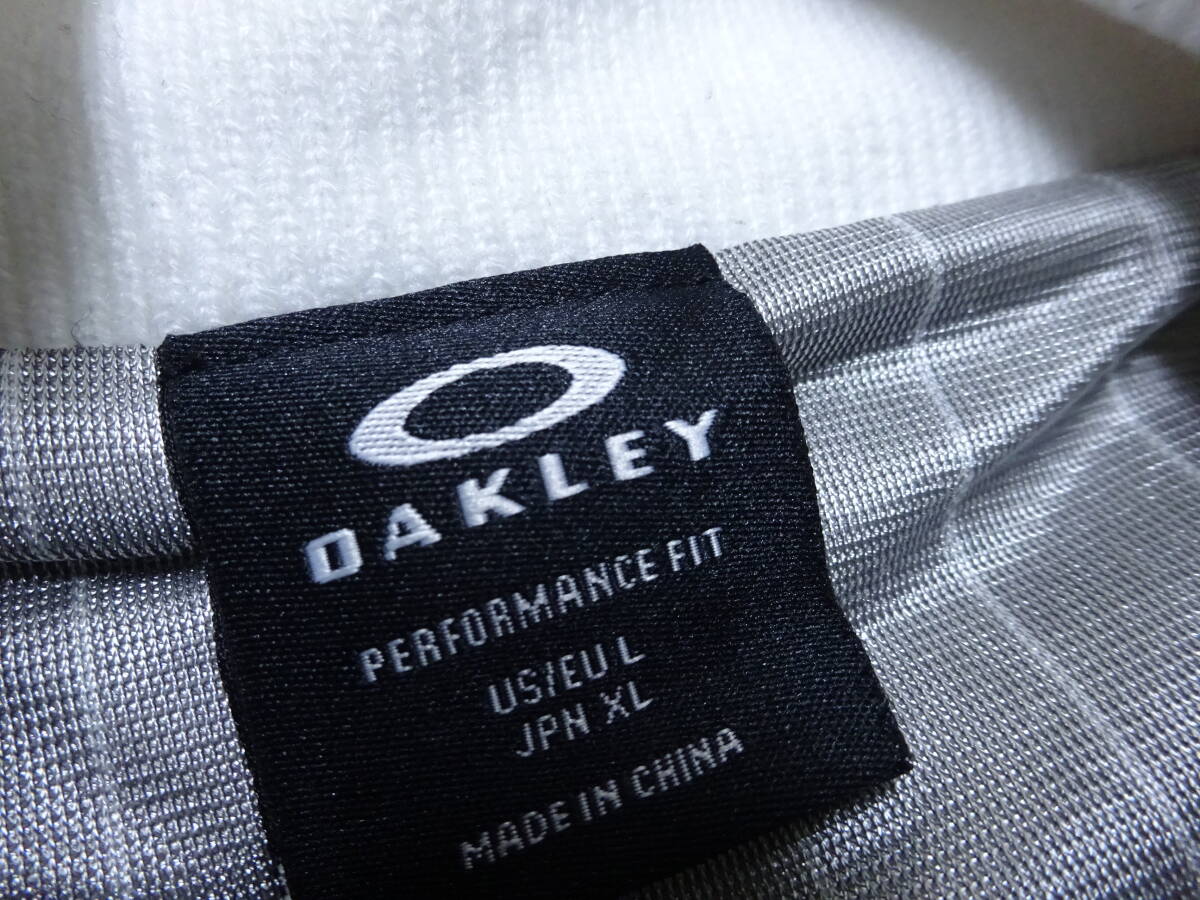 OAKLEY
PERFORMANCE FIT
US/EU L
JPN XL
MADE IN CHINA